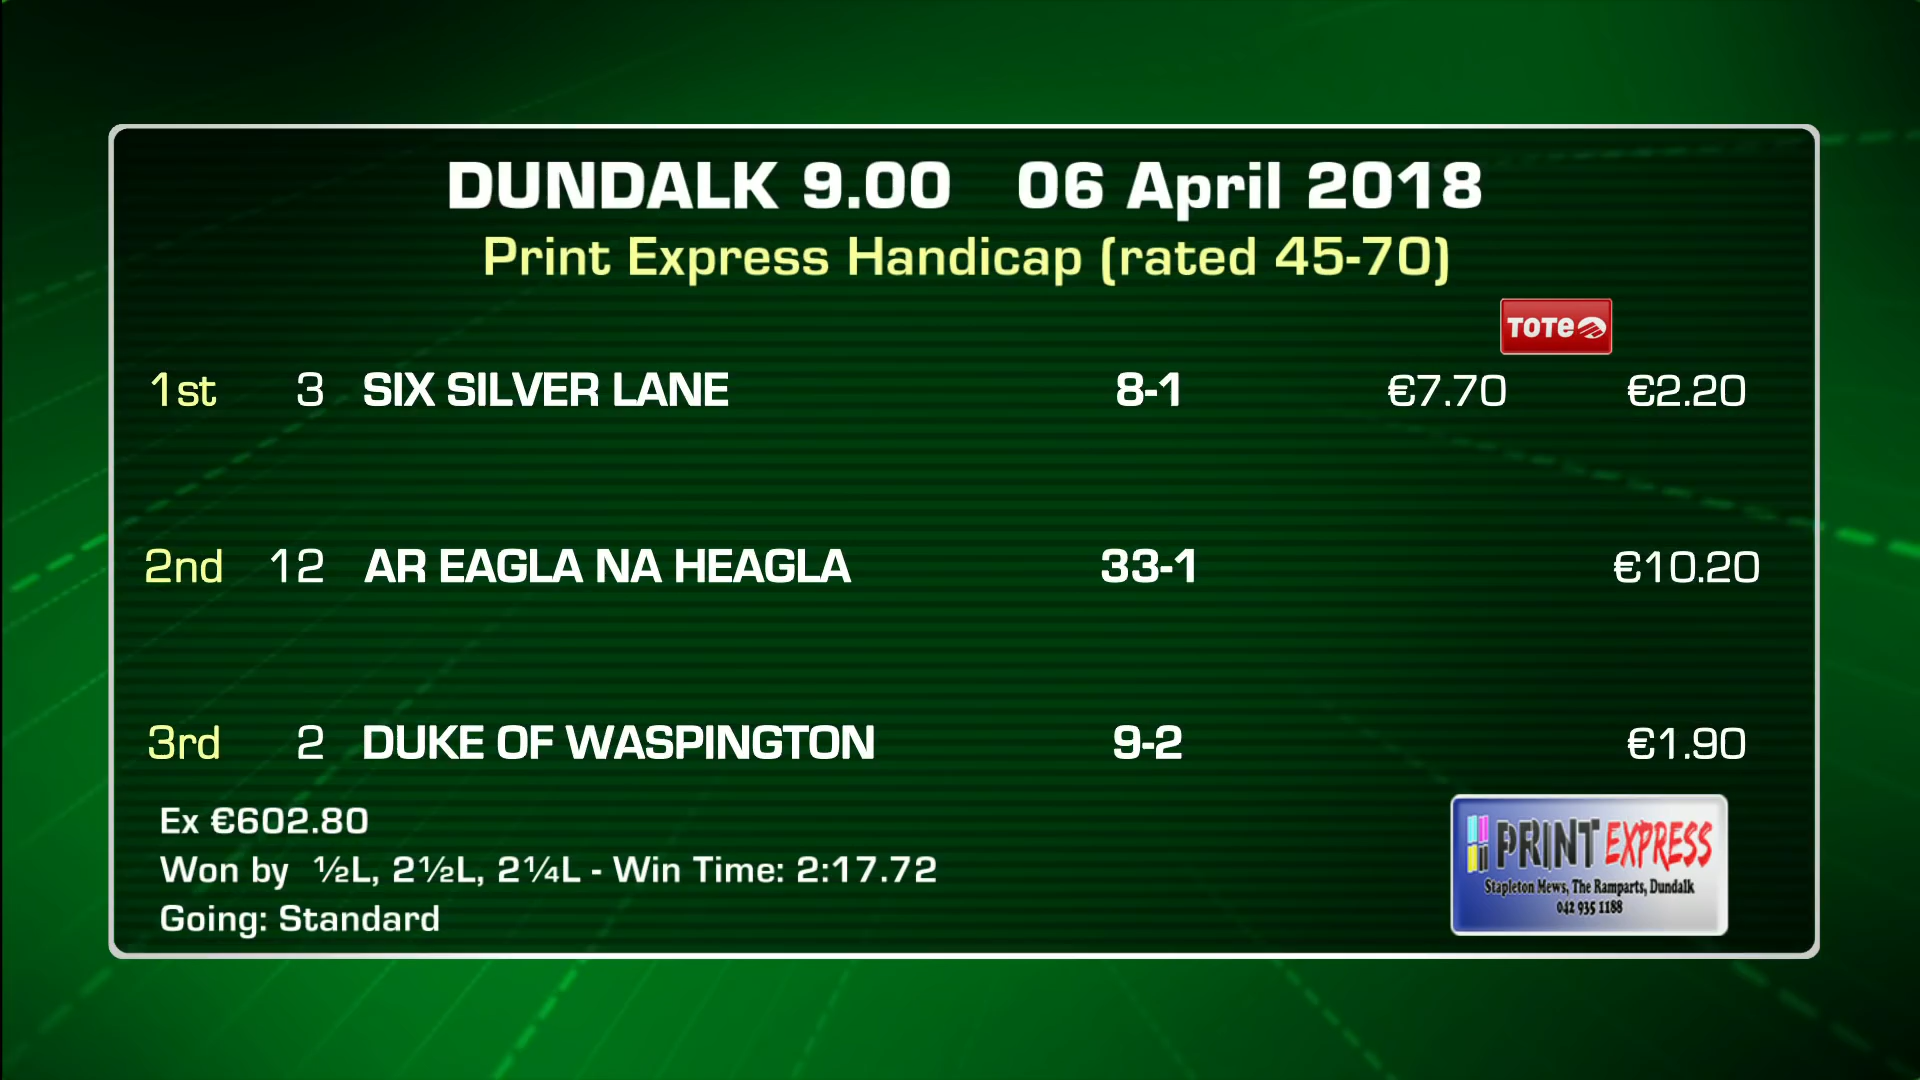 DUNDALK 9.00 06 April 2018
Print Express Handicap (rated 45-70)
TOTE
1st 3 SIX SILVER LANE 8-1 €7.70 €2.20
2nd 12 AR EAGLA NA HEAGLA 33-1 €10.20
3rd 2 DUKE OF WASPINGTON 9-2 €1.90
Ex €602.80
Won by ½L, 2½L, 2¼L - Win Time: 2:17.72
Going: Standard
PRINT EXPRESS
Stapleton Mews, The Ramparts, Dundalk
042 935 1188